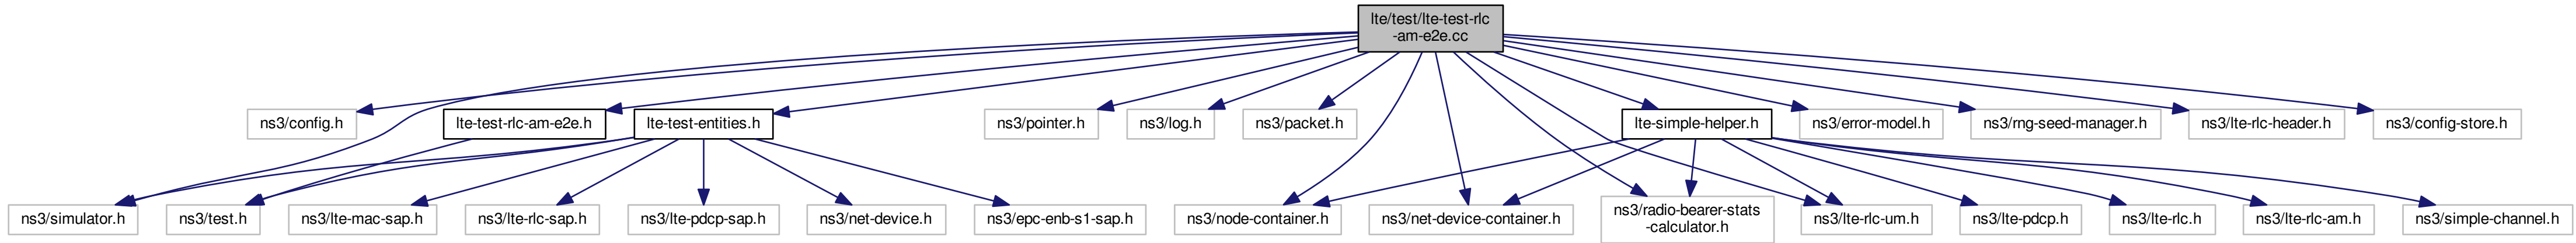 lte/test/lte-test-rlc
-am-e2e.cc
ns3/config.h
lte-test-rlc-am-e2e.h
lte-test-entities.h
ns3/pointer.h
ns3/log.h
ns3/packet.h
lte-simple-helper.h
ns3/error-model.h
ns3/rng-seed-manager.h
ns3/lte-rlc-header.h
ns3/config-store.h
ns3/simulator.h
ns3/test.h
ns3/lte-mac-sap.h
ns3/lte-rlc-sap.h
ns3/lte-pdcp-sap.h
ns3/net-device.h
ns3/epc-enb-s1-sap.h
ns3/node-container.h
ns3/net-device-container.h
ns3/radio-bearer-stats
-calculator.h
ns3/lte-rlc-um.h
ns3/lte-pdcp.h
ns3/lte-rlc.h
ns3/lte-rlc-am.h
ns3/simple-channel.h